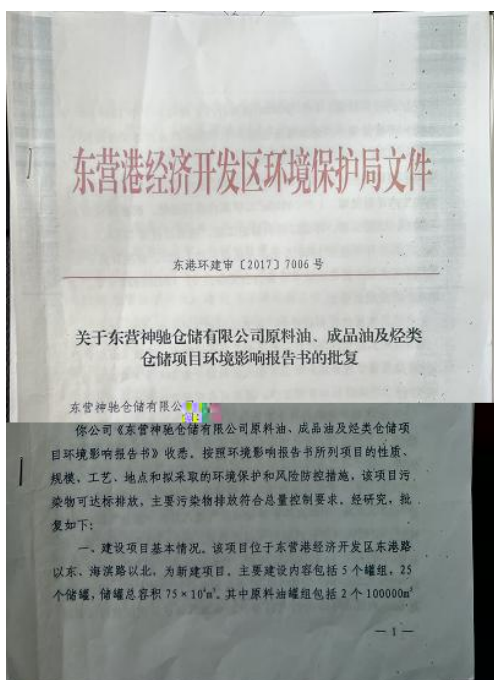 东营港经济开发区环境保护局文件
东港环建审〔2017〕7006号
关于东营神驰仓储有限公司原料油、成品油及烃类
仓储项目环境影响报告书的批复
东营神驰仓储有限公
你公司《东营神驰仓储有限公司原料油、成品油及烃类仓储项
目环境影响报告书》收悉。按照环境影响报告书所列项目的性质、
规模、工艺、地点和拟采取的环境保护和风险防控措施，该项目污
染物可达标排放，主要污染物排放符合总量控制要求。经研究，批
复如下：
一、建设项目基本情况。该项目位于东营港经济开发区东港路
以东、海滨路以北，为新建项目。主要建设内容包括5个罐组，25
个储罐，储罐总容积75×10⁴m³。其中原料油罐组包括2个100000m³
—1—